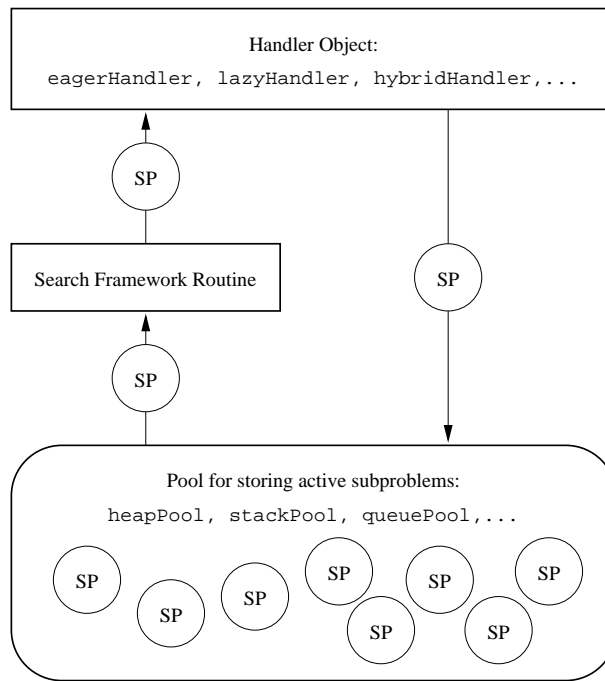 Handler Object:
eagerHandler, lazyHandler, hybridHandler,...
SP
Search Framework Routine
SP
SP
Pool for storing active subproblems:
heapPool, stackPool, queuePool,...
SP
SP
SP
SP
SP
SP
SP
SP